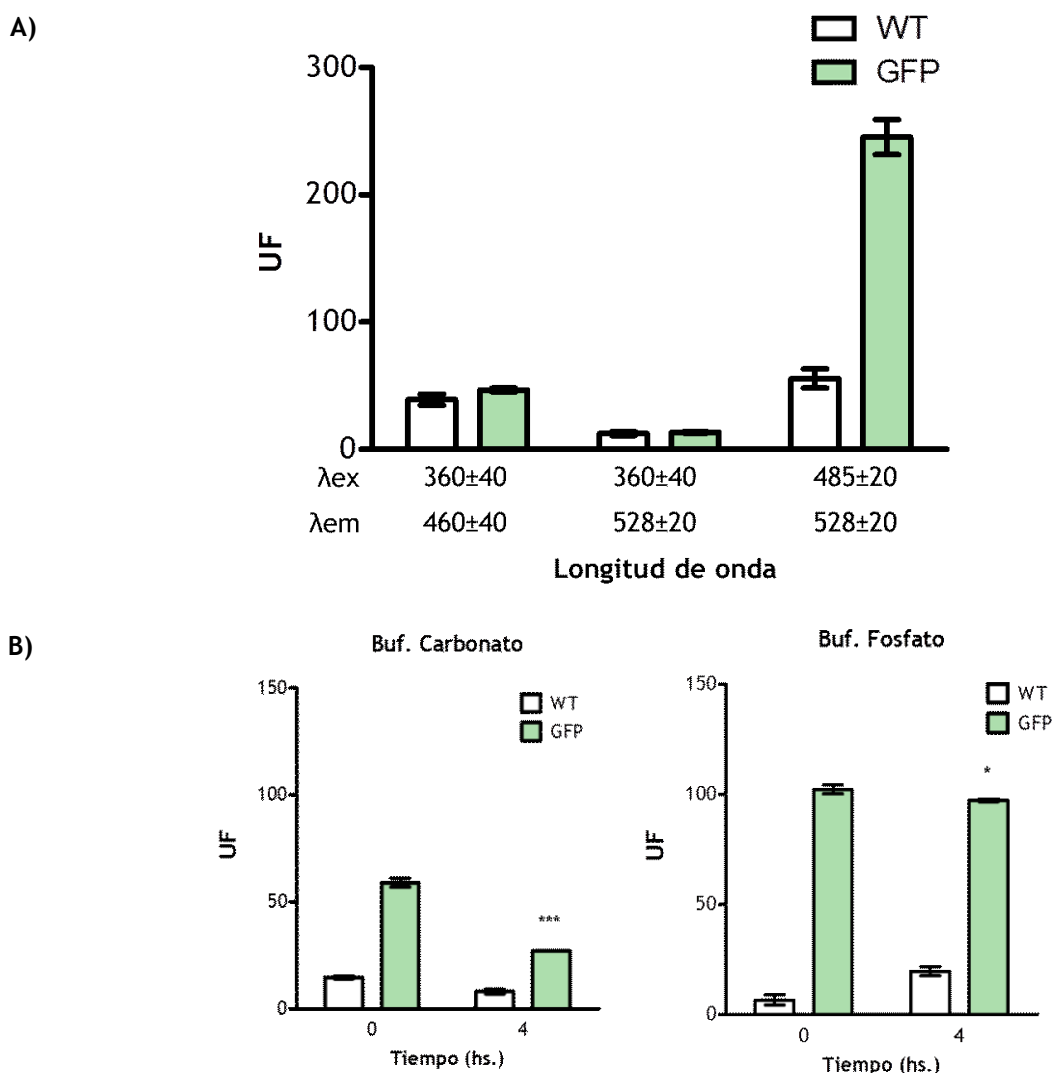 A)
WT
GFP
300
200
100
0
UF
λex 360±40 360±40 485±20
λem 460±40 528±20 528±20
Longitud de onda
B)
Buf. Carbonato
150
100
50
0
UF
WT
GFP
***
0 4
Tiempo (hs.)
Buf. Fosfato
150
100
50
0
UF
WT
GFP
*
0 4
Tiempo (hs.)